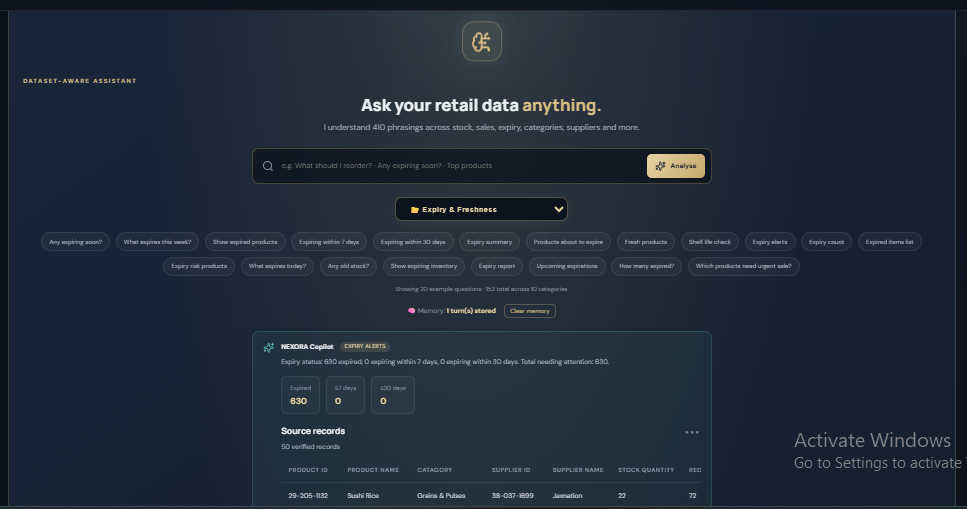 DATASET-AWARE ASSISTANT
Ask your retail data anything.
I understand 410 phrasings across stock, sales, expiry, categories, suppliers and more.
e.g. What should I reorder? · Any expiring soon? · Top products
Analyse
Expiry & Freshness
Any expiring soon? What expires this week? Show expired products Expiring within 7 days Expiring within 30 days Expiry summary Products about to expire Fresh products Shelf life check Expiry alerts Expiry count Expired items list
Expiry risk products What expires today? Any old stock? Show expiring inventory Expiry report Upcoming expirations How many expired? Which products need urgent sale?
Showing 20 example questions · 153 total across 10 categories
Memory: 1 turn(s) stored Clear memory
NEXORA Copilot EXPIRY ALERTS
Expiry status: 630 expired, 0 expiring within 7 days, 0 expiring within 30 days. Total needing attention: 630.
Expired ≤7 days ≤30 days
630 0 0
Source records
50 verified records
PRODUCT ID PRODUCT NAME CATAGORY SUPPLIER ID SUPPLIER NAME STOCK QUANTITY REO
29-205-1132 Sushi Rice Grains & Pulses 38-037-1699 Jaxnation 22 72
Activate Windows
Go to Settings to activate